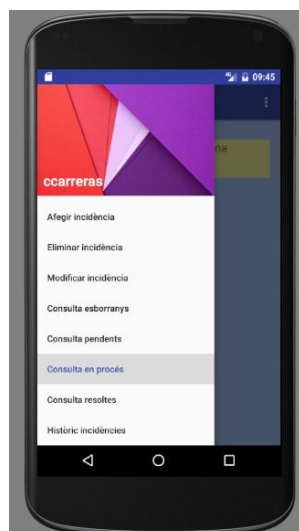 09:45
na
ccarreras
Afegir incidència
Eliminar incidència
Modificar incidència
Consulta esborranys
Consulta pendents
Consulta en procés
Consulta resoltes
Històric incidències